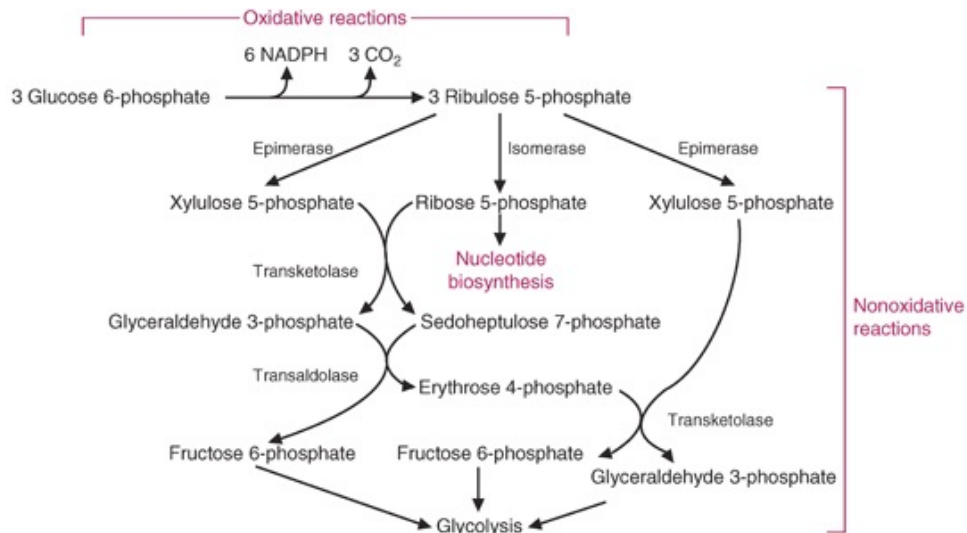 Oxidative reactions
6 NADPH 3 CO₂
3 Glucose 6-phosphate 3 Ribulose 5-phosphate
Epimerase Isomerase Epimerase
Xylulose 5-phosphate Ribose 5-phosphate Xylulose 5-phosphate
Nucleotide
biosynthesis
Transketolase
Nonoxidative
reactions
Glyceraldehyde 3-phosphate Sedoheptulose 7-phosphate
Transaldolase
Erythrose 4-phosphate
Transketolase
Fructose 6-phosphate Fructose 6-phosphate
Glyceraldehyde 3-phosphate
Glycolysis